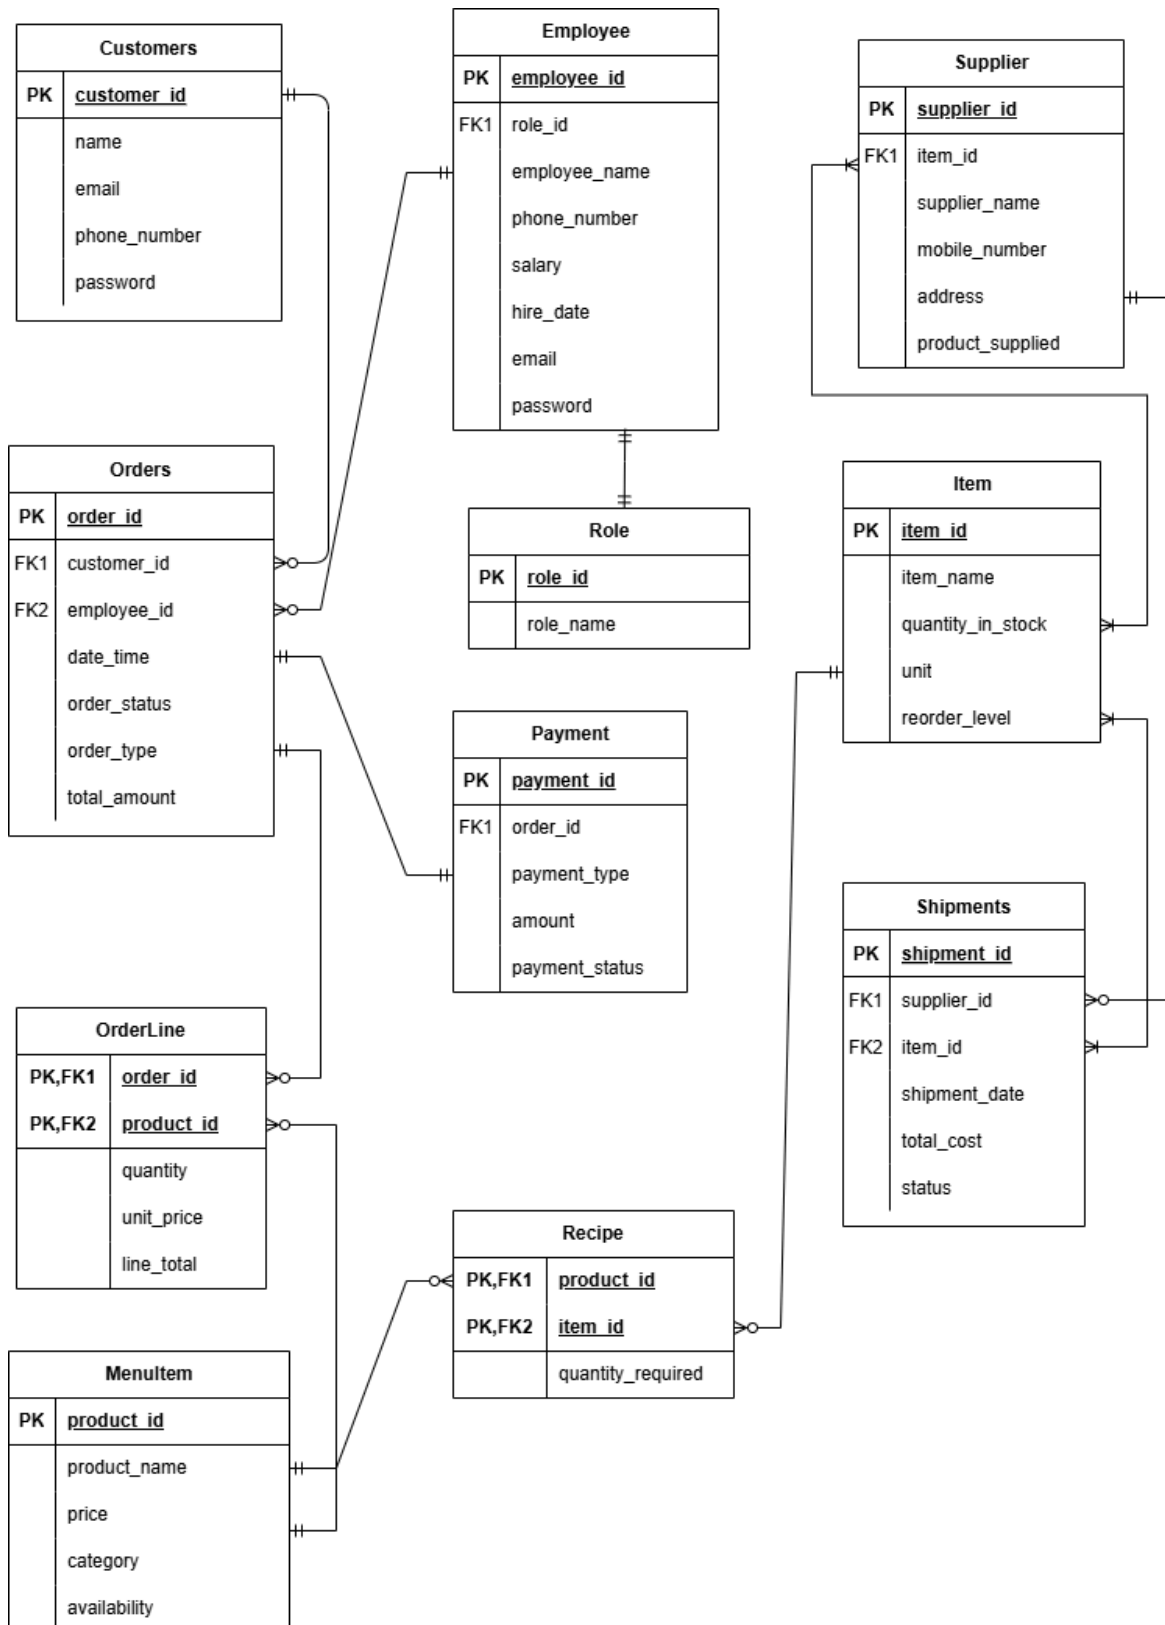 Customers
PK customer_id
name
email
phone_number
password
Employee
PK employee_id
FK1 role_id
employee_name
phone_number
salary
hire_date
email
password
Supplier
PK supplier_id
FK1 item_id
supplier_name
mobile_number
address
product_supplied
Orders
PK order_id
FK1 customer_id
FK2 employee_id
date_time
order_status
order_type
total_amount
Role
PK role_id
role_name
Item
PK item_id
item_name
quantity_in_stock
unit
reorder_level
Payment
PK payment_id
FK1 order_id
payment_type
amount
payment_status
Shipments
PK shipment_id
FK1 supplier_id
FK2 item_id
shipment_date
total_cost
status
OrderLine
PK,FK1 order_id
PK,FK2 product_id
quantity
unit_price
line_total
Recipe
PK,FK1 product_id
PK,FK2 item_id
quantity_required
MenuItem
PK product_id
product_name
price
category
availability